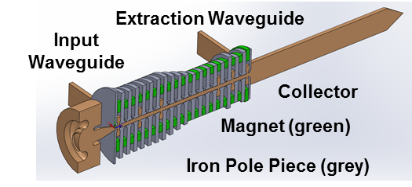 Extraction Waveguide
Input
Waveguide
Collector
Magnet (green)
Iron Pole Piece (grey)